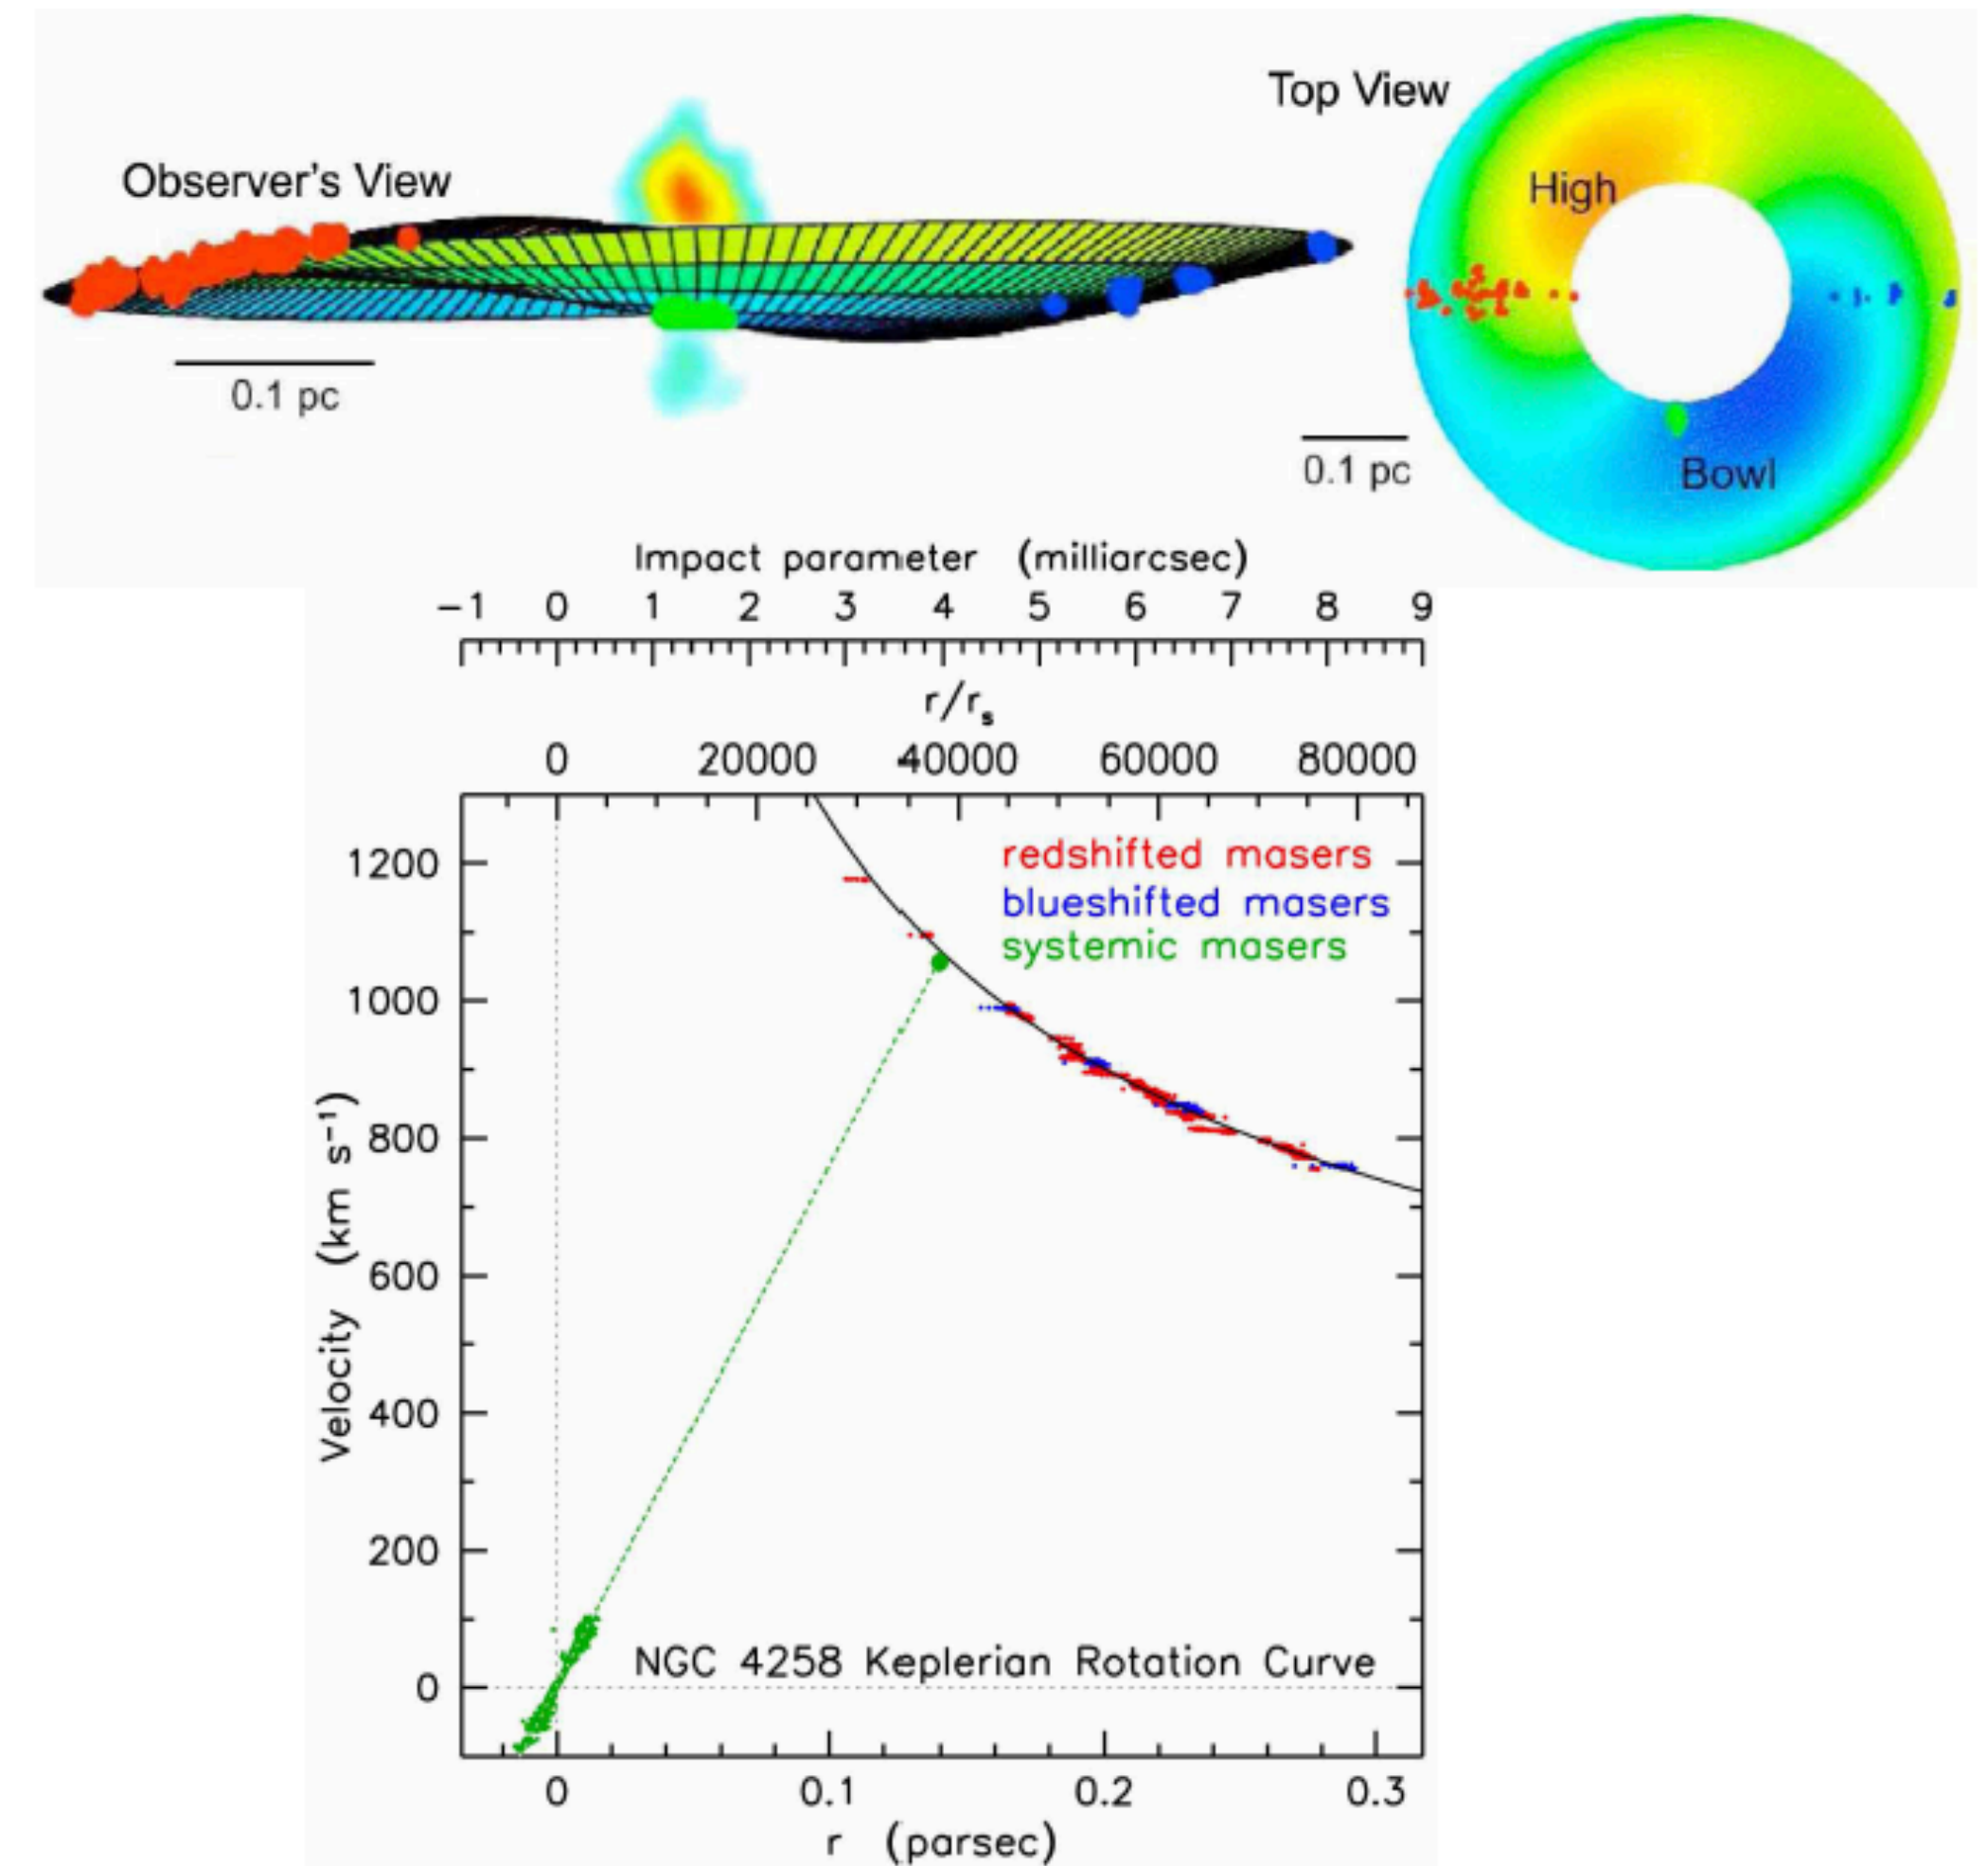 Observer's View
0.1 pc
Top View
High
Bowl
0.1 pc
Impact parameter (milliarcsec)
−1 0 1 2 3 4 5 6 7 8 9
r/rs
0 20000 40000 60000 80000
redshifted masers
blueshifted masers
systemic masers
1200
1000
800
600
400
200
0
Velocity (km s⁻¹)
NGC 4258 Keplerian Rotation Curve
0 0.1 0.2 0.3
r (parsec)